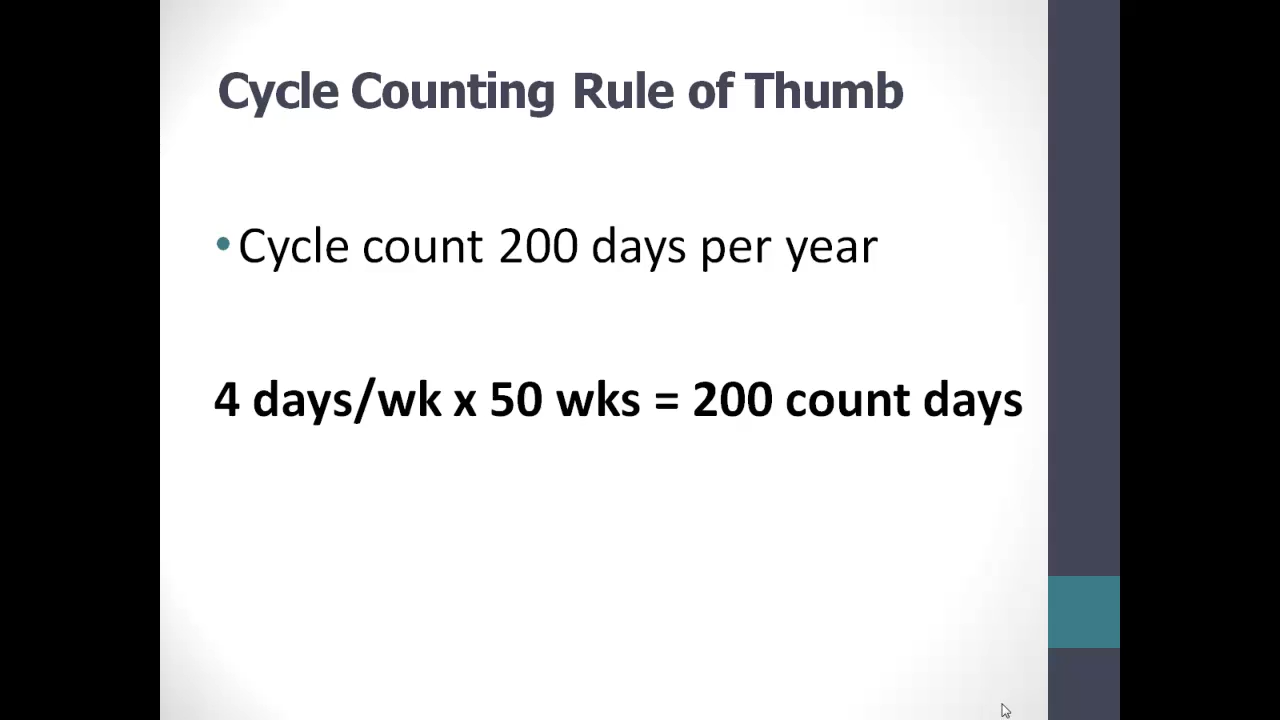 Cycle Counting Rule of Thumb
•Cycle count 200 days per year
4 days/wk x 50 wks = 200 count days